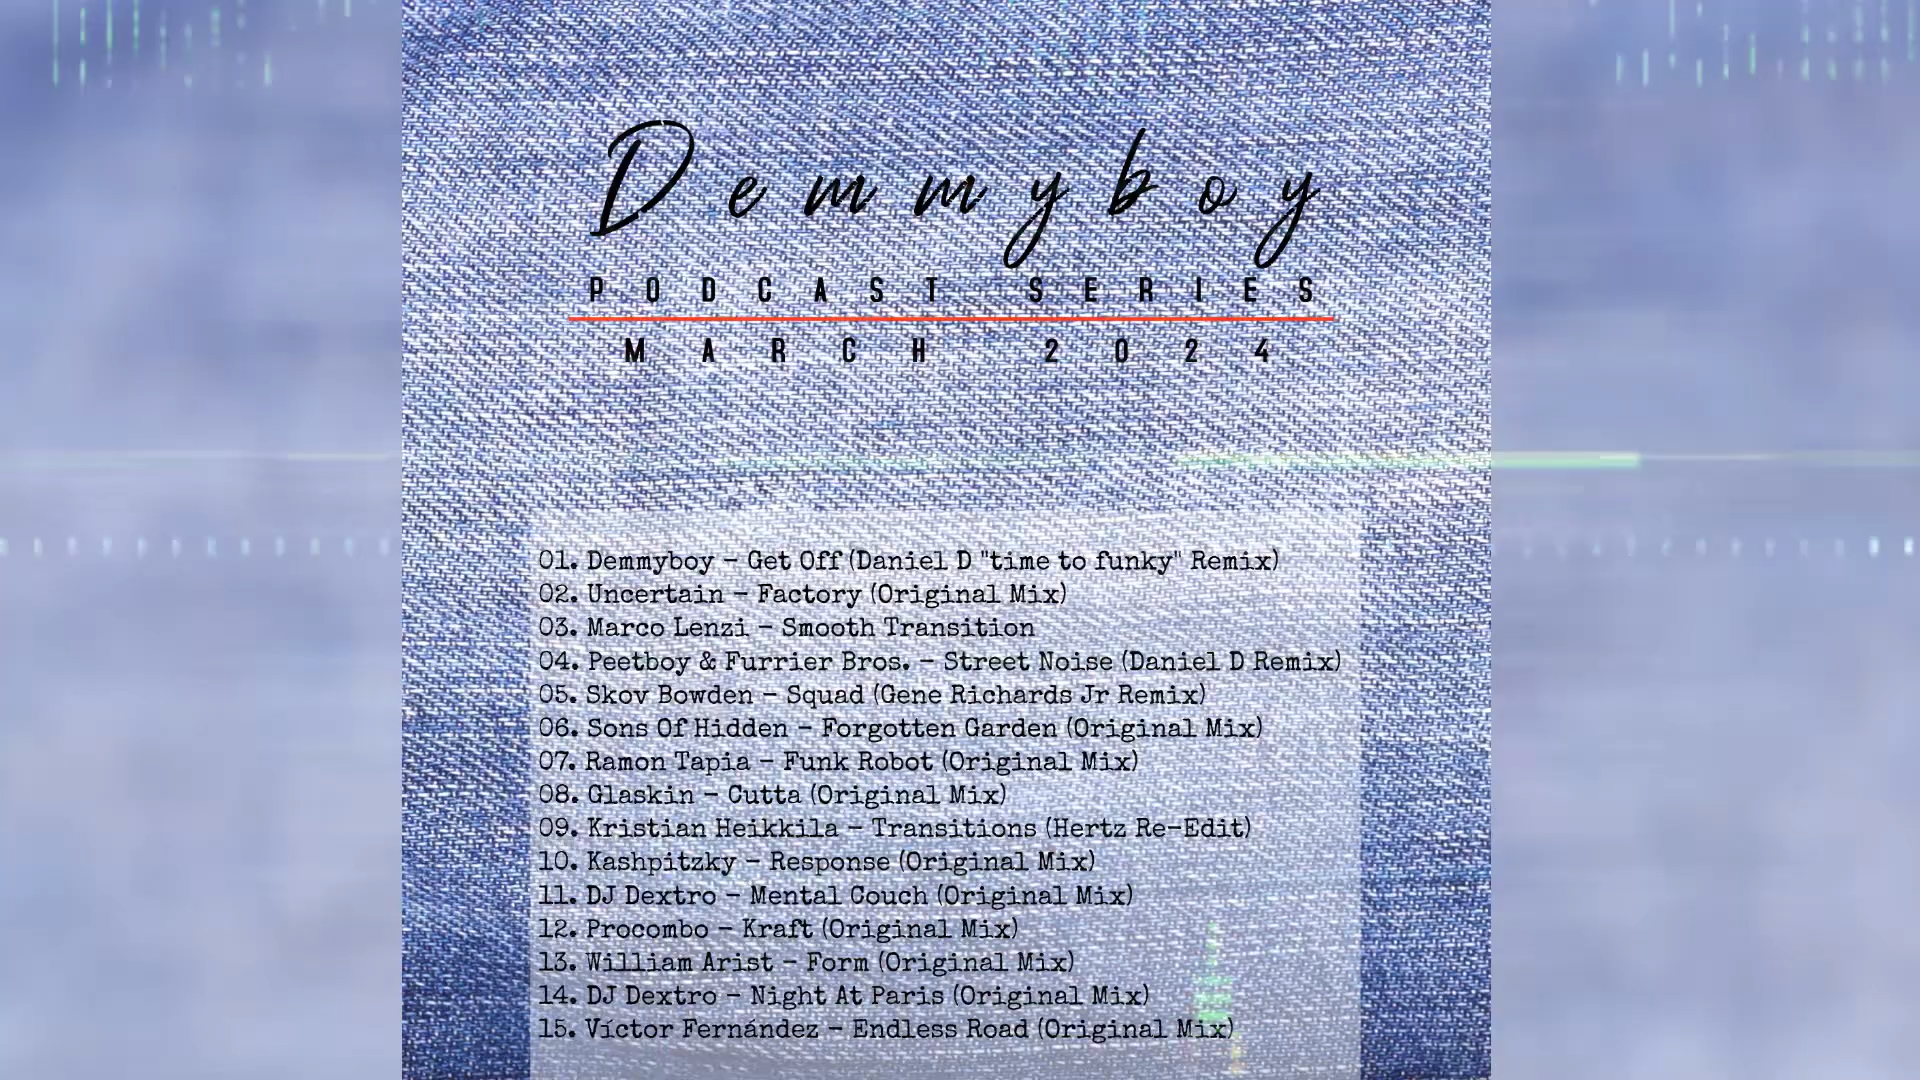 Demmyboy
PODCAST SERIES
MARCH 2024
01. Demmyboy - Get Off (Daniel D "time to funky" Remix)
02. Uncertain - Factory (Original Mix)
03. Marco Lenzi - Smooth Transition
04. Peetboy & Furrier Bros. - Street Noise (Daniel D Remix)
05. Skov Bowden - Squad (Gene Richards Jr Remix)
06. Sons Of Hidden - Forgotten Garden (Original Mix)
07. Ramon Tapia - Funk Robot (Original Mix)
08. Glaskin - Cutta (Original Mix)
09. Kristian Heikkila - Transitions (Hertz Re-Edit)
10. Kashpitzky - Response (Original Mix)
11. DJ Dextro - Mental Couch (Original Mix)
12. Procombo - Kraft (Original Mix)
13. William Arist - Form (Original Mix)
14. DJ Dextro - Night At Paris (Original Mix)
15. Víctor Fernández - Endless Road (Original Mix)